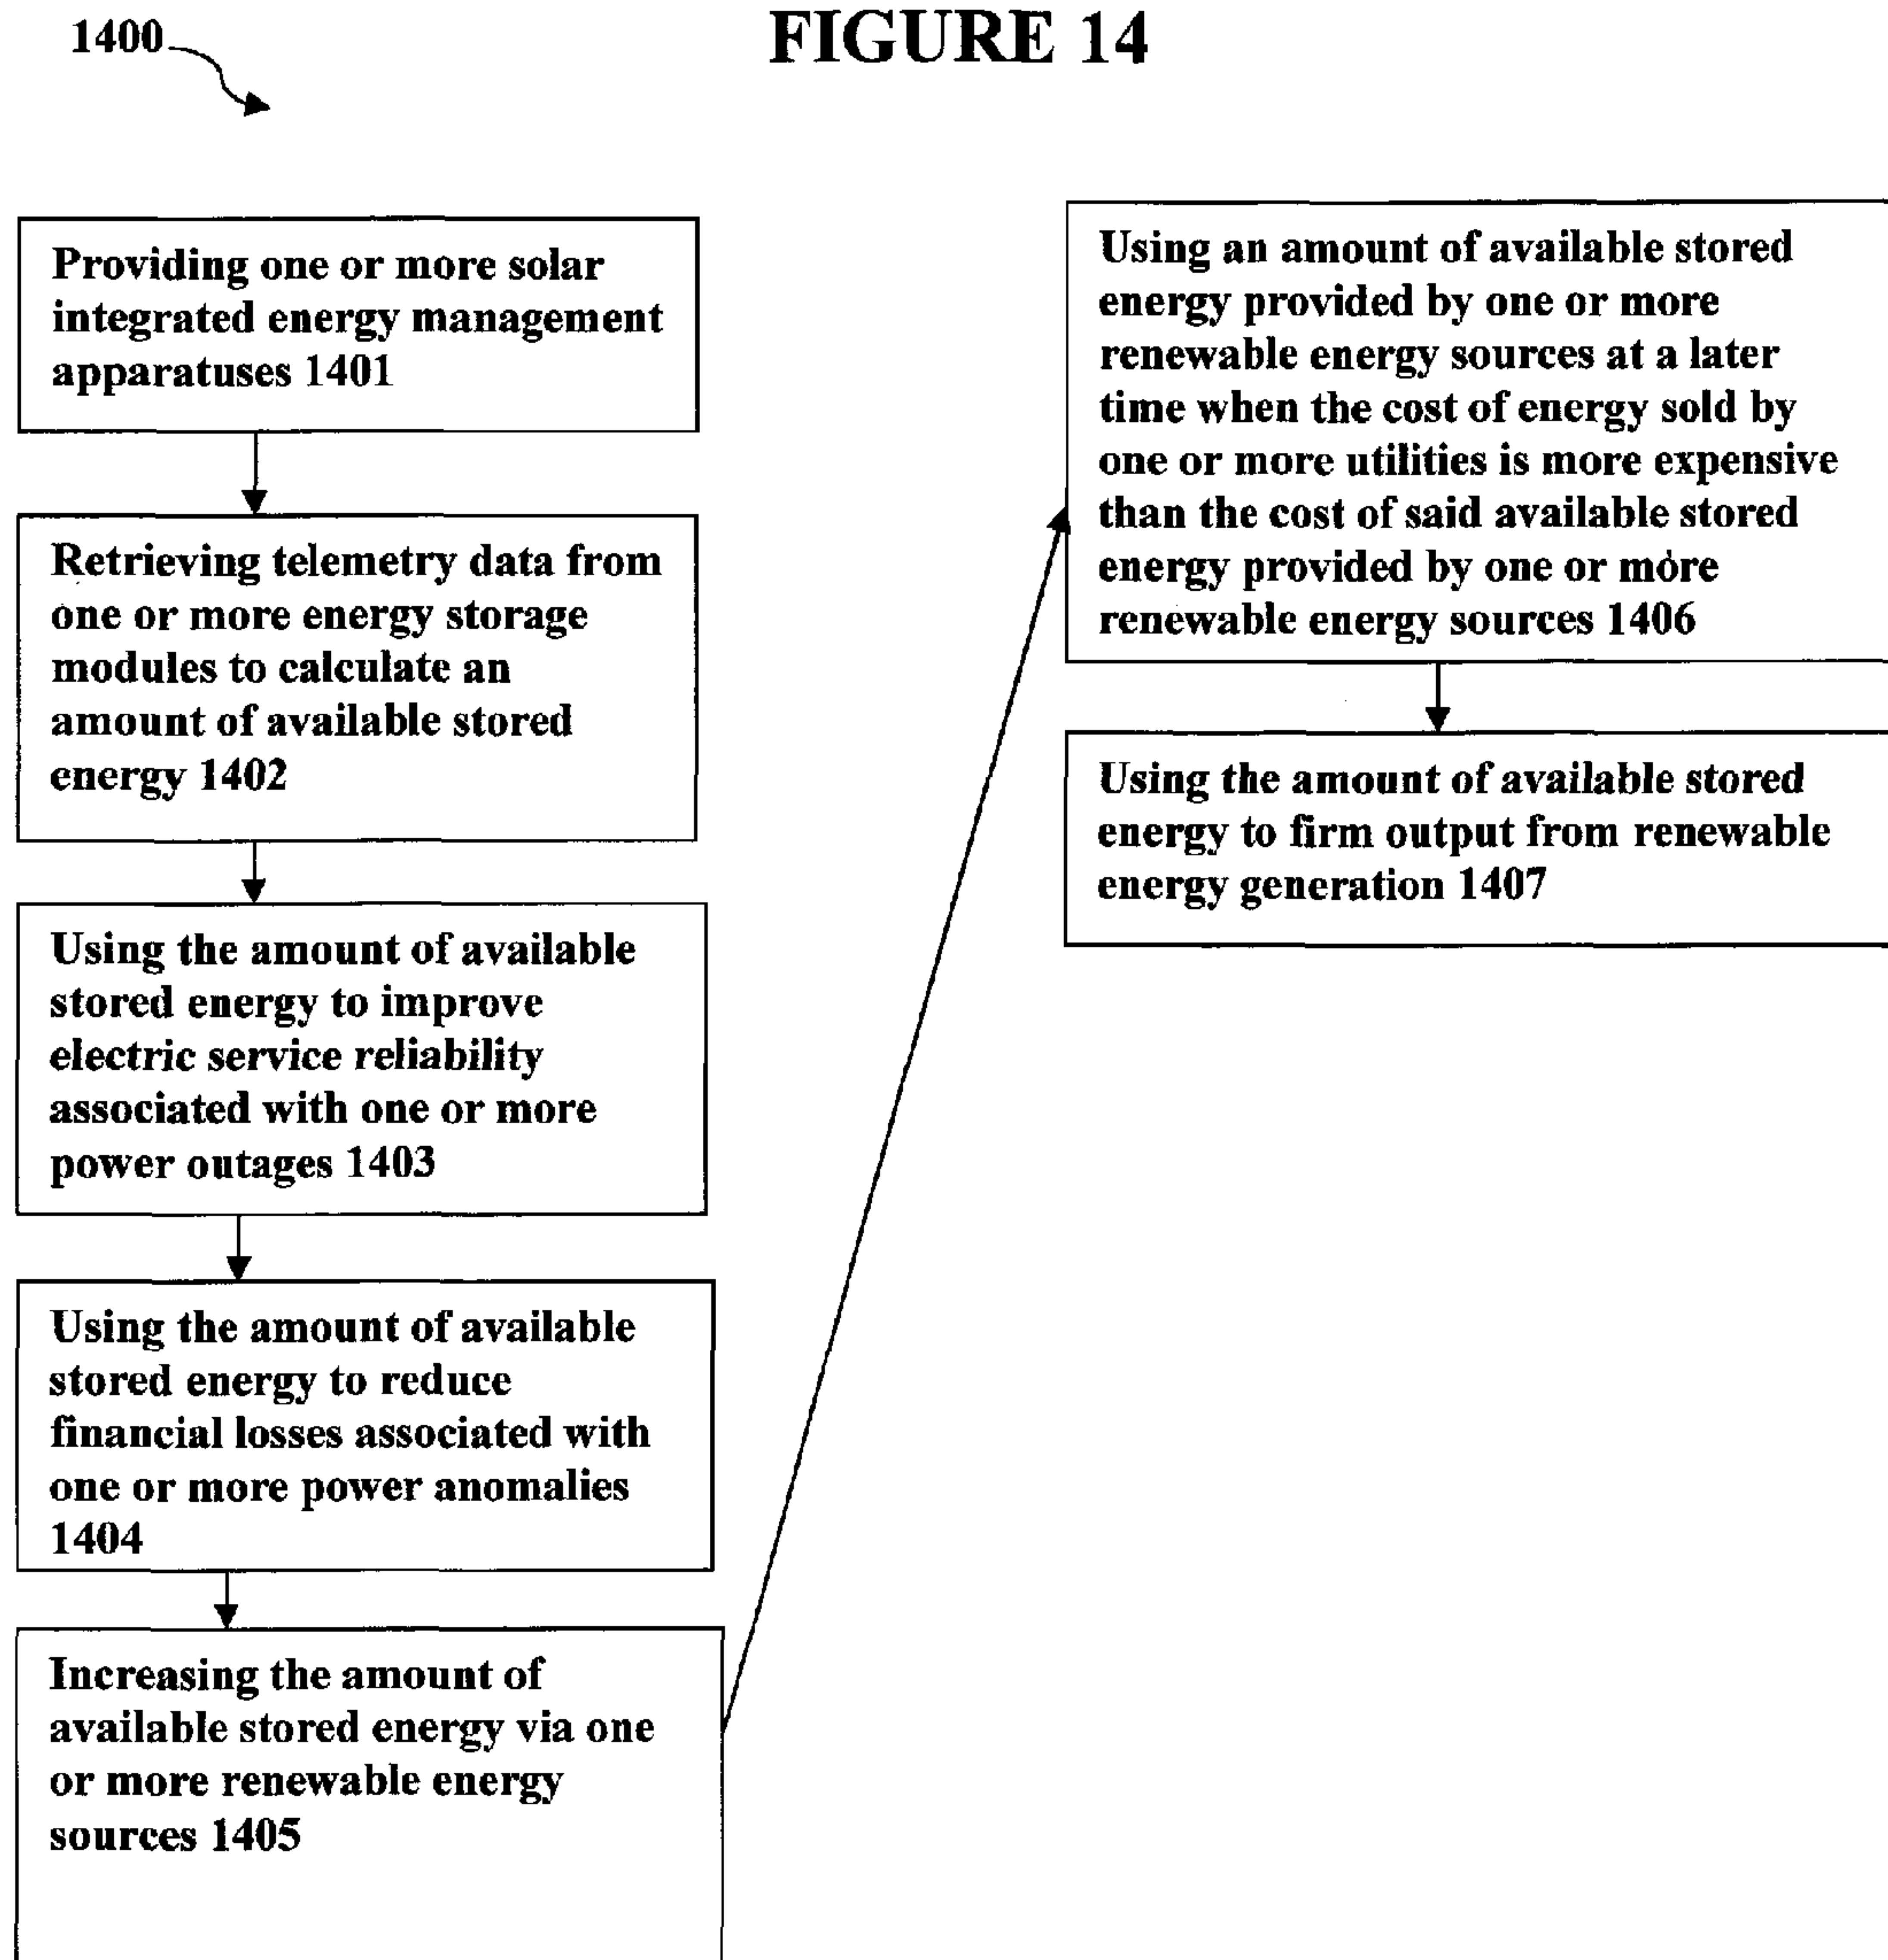 1400
FIGURE 14
Providing one or more solar
integrated energy management
apparatuses 1401
Retrieving telemetry data from
one or more energy storage
modules to calculate an
amount of available stored
energy 1402
Using the amount of available
stored energy to improve
electric service reliability
associated with one or more
power outages 1403
Using the amount of available
stored energy to reduce
financial losses associated with
one or more power anomalies
1404
Increasing the amount of
available stored energy via one
or more renewable energy
sources 1405
Using an amount of available stored
energy provided by one or more
renewable energy sources at a later
time when the cost of energy sold by
one or more utilities is more expensive
than the cost of said available stored
energy provided by one or more
renewable energy sources 1406
Using the amount of available stored
energy to firm output from renewable
energy generation 1407